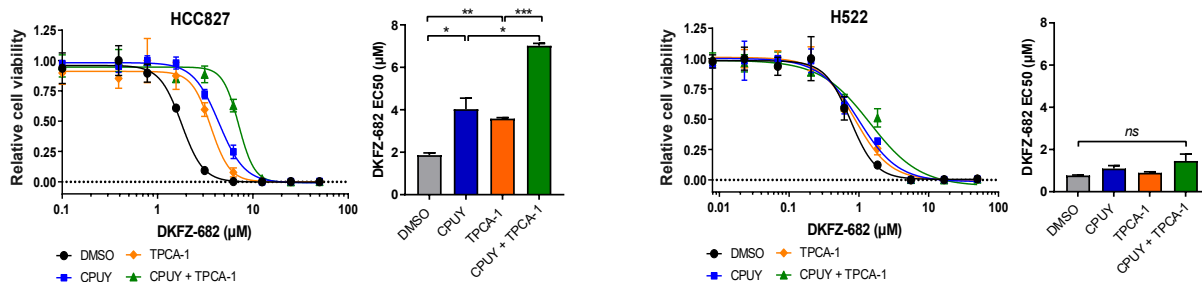 HCC827
Relative cell viability
1.25
1.00
0.75
0.50
0.25
0.00
0.1
1
10
100
DKFZ-682 (µM)
DMSO
TPCA-1
CPUY
CPUY + TPCA-1
DKFZ-682 EC50 (µM)
8
6
4
2
0
**
***
*
*
DMSO
CPUY
TPCA-1
CPUY + TPCA-1
H522
Relative cell viability
1.25
1.00
0.75
0.50
0.25
0.00
0.01
0.1
1
10
100
DKFZ-682 (µM)
DMSO
TPCA-1
CPUY
CPUY + TPCA-1
DKFZ-682 EC50 (µM)
8
6
4
2
0
ns
DMSO
CPUY
TPCA-1
CPUY + TPCA-1